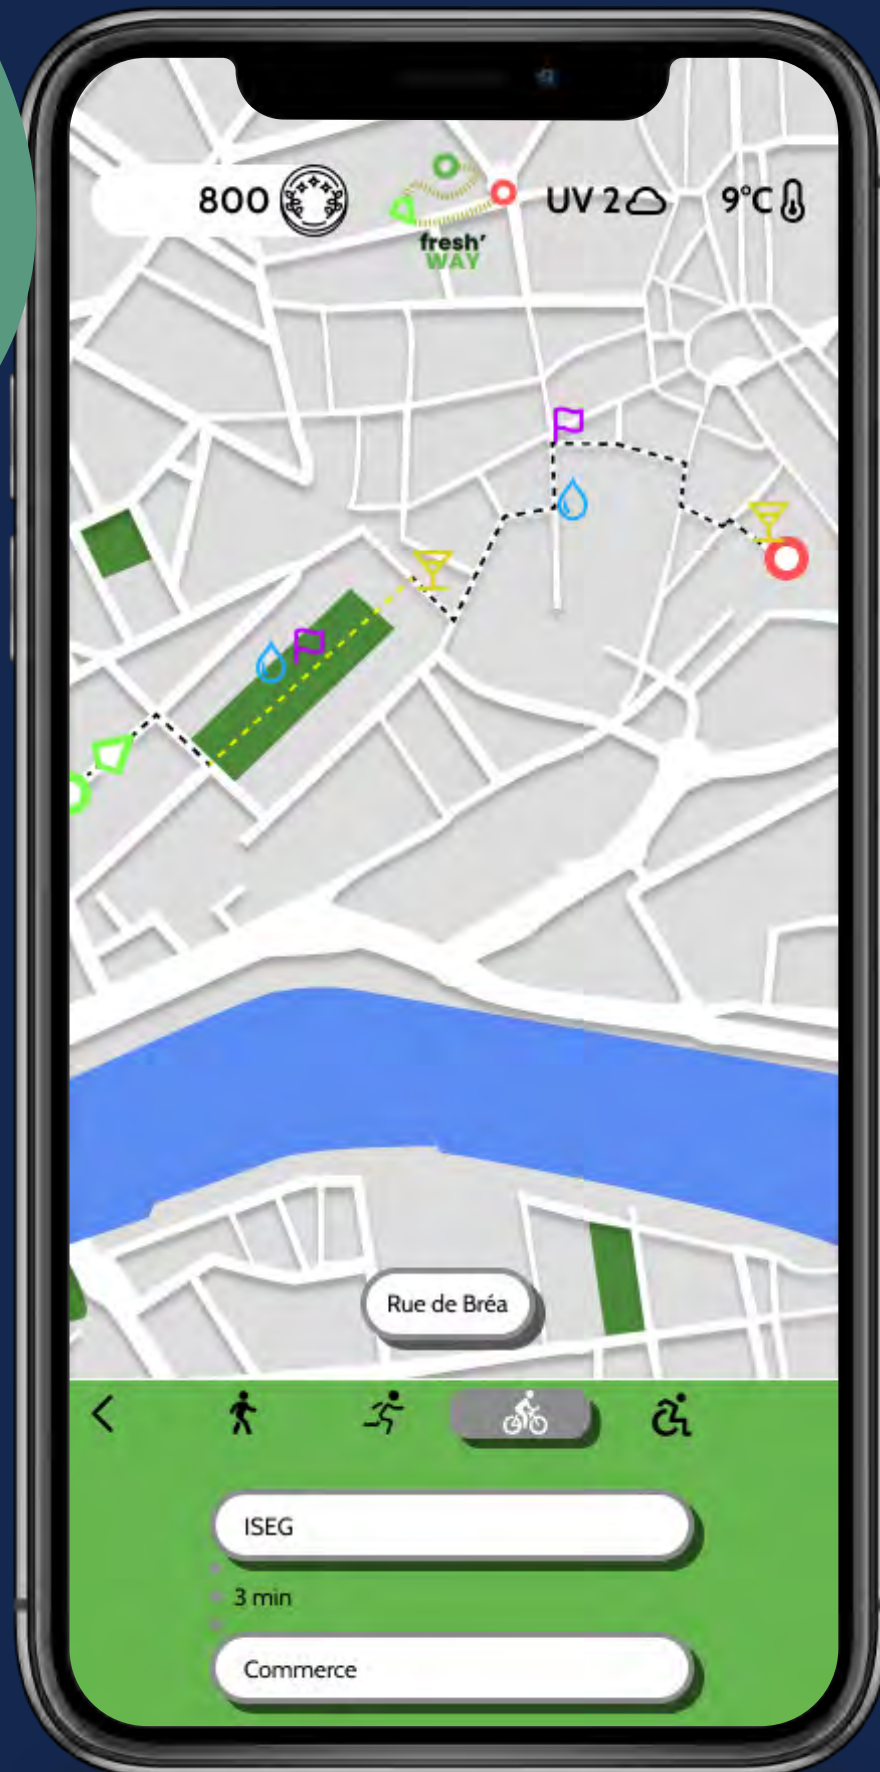 800
UV 2
9°C
fresh'
WAY
Rue de Bréa
ISEG
3 min
Commerce